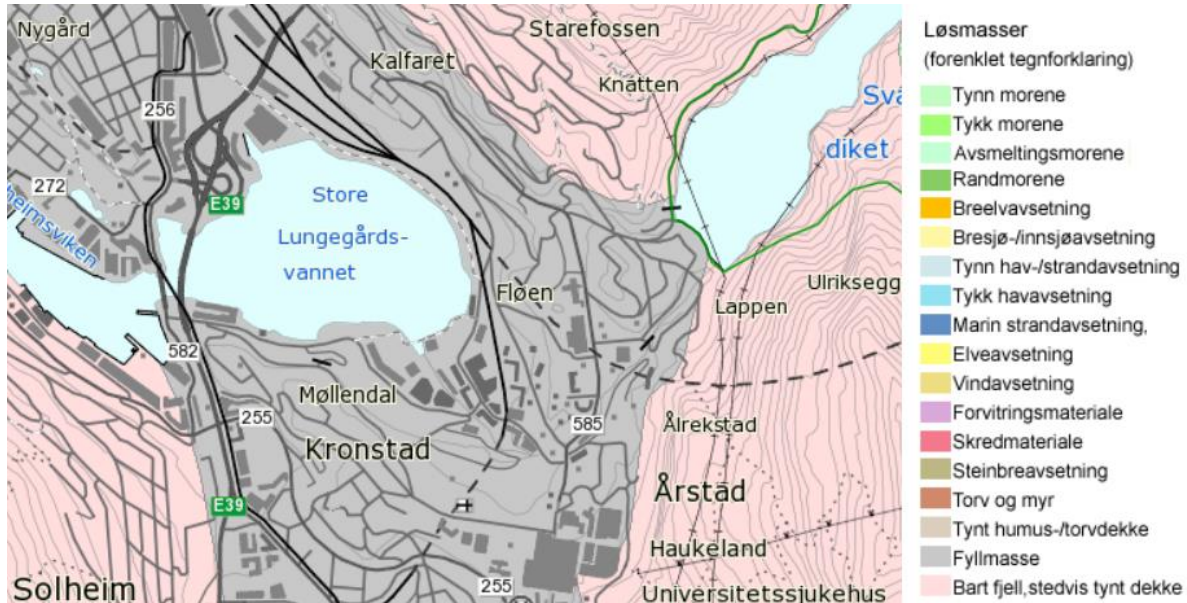 Nygård
Starefossen
Kalfaret
Knatten
256
Svà
diket
272
E39
heimsviken
Store
Lungegårds-
vannet
Fløen
Ulriksegg
Lappen
582
Møllendal
255
585
Ålrekstad
Kronstad
Årstad
E39
Haukeland
255
Solheim
Universitetssjukehus
Løsmasser
(forenklet tegnforklaring)
Tynn morene
Tykk morene
Avsmeltingsmorene
Randmorene
Breelvavsetning
Bresjø-/innsjøavsetning
Tynn hav-/strandavsetning
Tykk havavsetning
Marin strandavsetning,
Elveavsetning
Vindavsetning
Forvitringsmateriale
Skredmateriale
Steinbreavsetning
Torv og myr
Tynt humus-/torvdekke
Fyllmasse
Bart fjell,stedvis tynt dekke